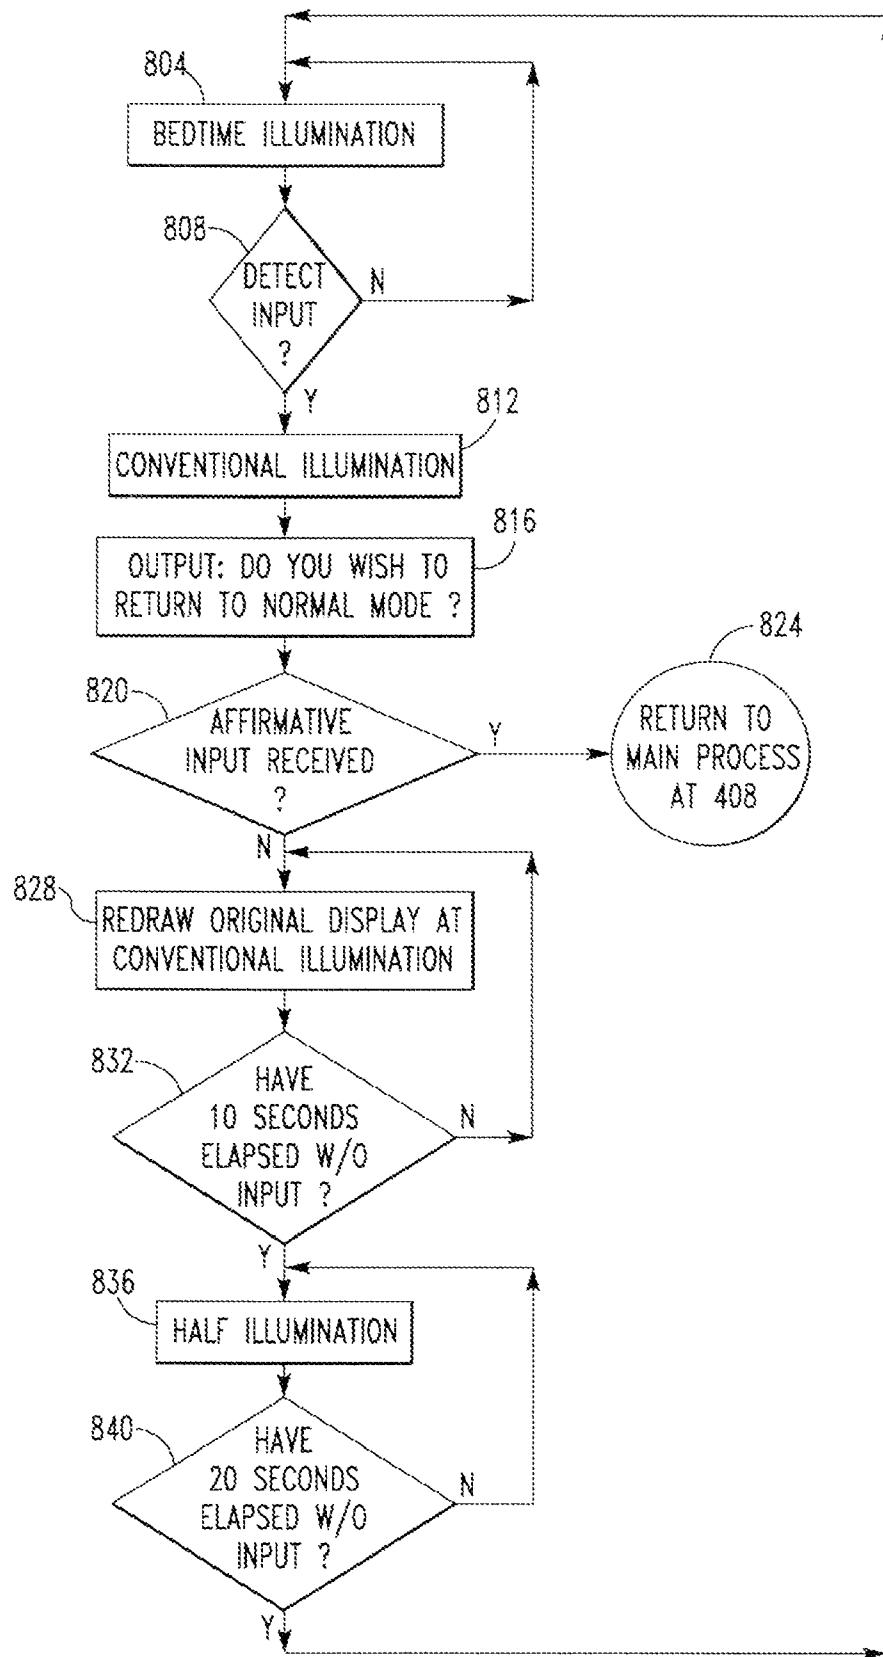 804
BEDTIME ILLUMINATION
808
DETECT
INPUT
?
N
Y
812
CONVENTIONAL ILLUMINATION
816
OUTPUT: DO YOU WISH TO
RETURN TO NORMAL MODE ?
820
AFFIRMATIVE
INPUT RECEIVED
?
Y
824
RETURN TO
MAIN PROCESS
AT 408
N
828
REDRAW ORIGINAL DISPLAY AT
CONVENTIONAL ILLUMINATION
832
HAVE
10 SECONDS
ELAPSED W/O
INPUT ?
N
Y
836
HALF ILLUMINATION
840
HAVE
20 SECONDS
ELAPSED W/O
INPUT ?
N
Y